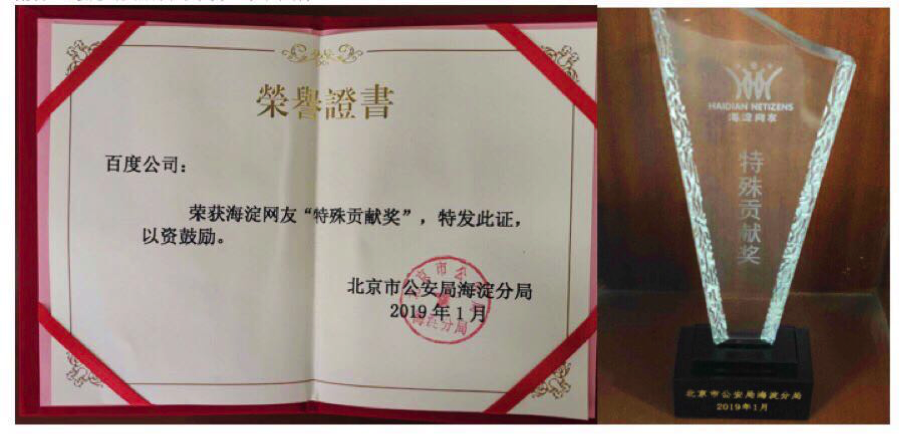 榮譽證書
百度公司：
荣获海淀网友“特殊贡献奖”，特发此证，
以资鼓励。
北京市公安局海淀分局
2019年1月
HAIDIAN NETIZENS
海淀网友
特殊贡献奖
北京市公安局海淀分局
2019年1月